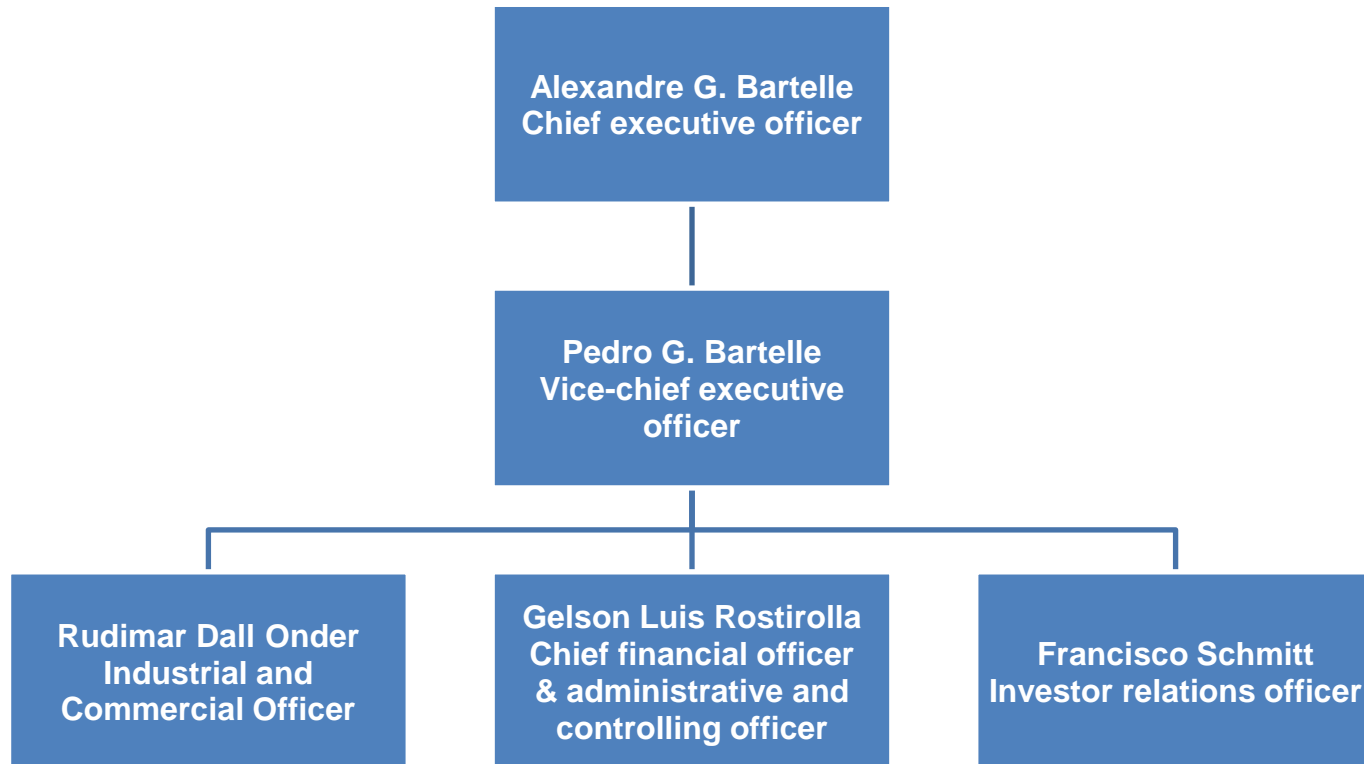 Alexandre G. Bartelle
Chief executive officer
Pedro G. Bartelle
Vice-chief executive
officer
Rudimar Dall Onder
Industrial and
Commercial Officer
Gelson Luis Rostirolla
Chief financial officer
& administrative and
controlling officer
Francisco Schmitt
Investor relations officer